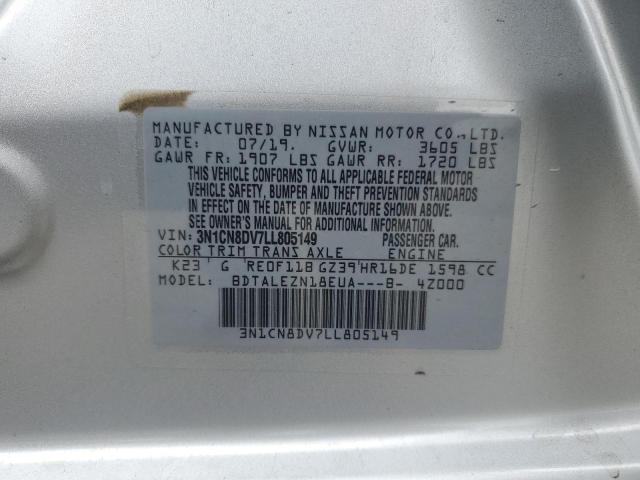 MANUFACTURED BY NISSAN MOTOR CO.,LTD.
DATE: 07/19. GVWR: 3605 LBS
GAWR FR: 1907 LBS GAWR RR: 1720 LBS
THIS VEHICLE CONFORMS TO ALL APPLICABLE FEDERAL MOTOR
VEHICLE SAFETY, BUMPER AND THEFT PREVENTION STANDARDS
IN EFFECT ON THE DATE OF MANUFACTURE SHOWN ABOVE.
SEE OWNER'S MANUAL FOR ADDITIONAL INFORMATION.
VIN: 3N1CN8DV7LL805149 PASSENGER CAR.
COLOR TRIM TRANS AXLE ENGINE
K23 G RE0F11B GZ39 HR16DE 1598 CC
MODEL: BDTALEZN18EUA---B- 4Z000
3N1CN8DV7LL805149